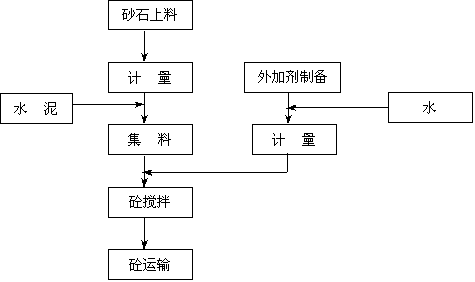 砂石上料
计 量
外加剂制备
水 泥
水
集 料
计 量
砼搅拌
砼运输